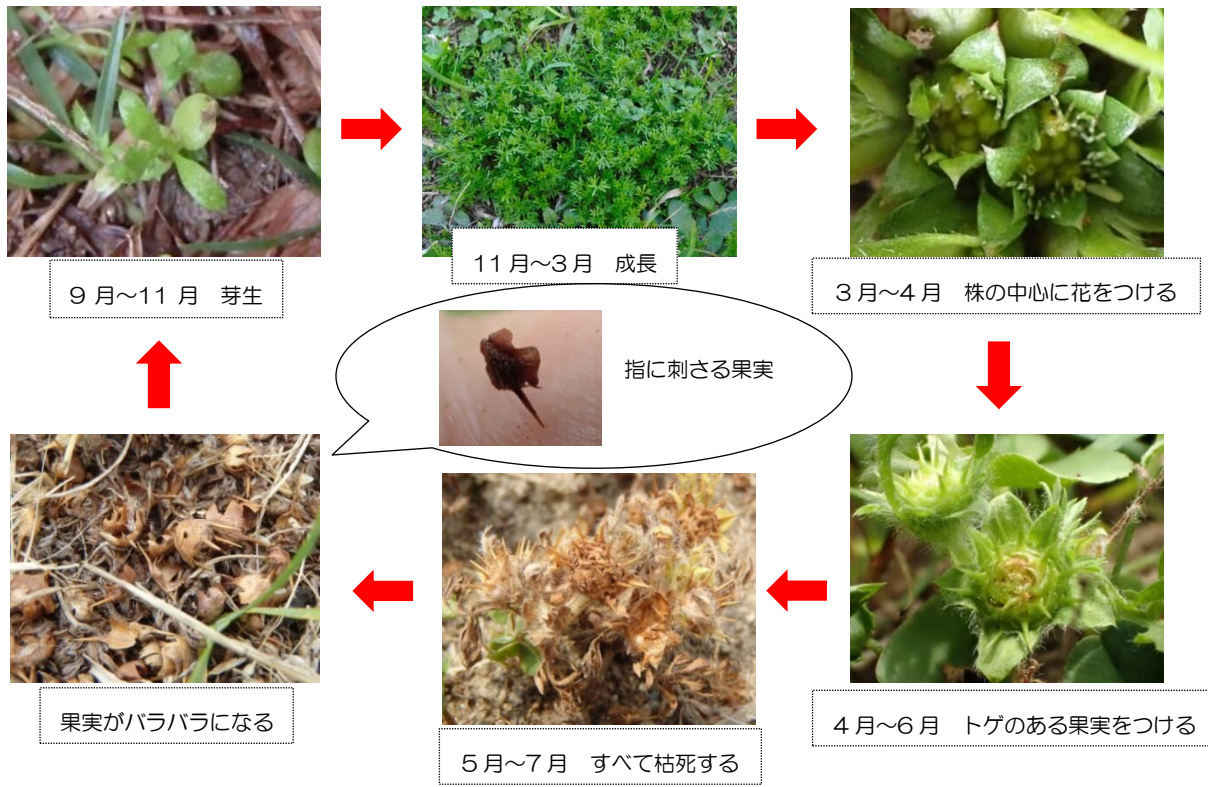 9月~11月 芽生
11月~3月 成長
3月~4月 株の中心に花をつける
指に刺さる果実
4月~6月 トゲのある果実をつける
5月~7月 すべて枯死する
果実がバラバラになる